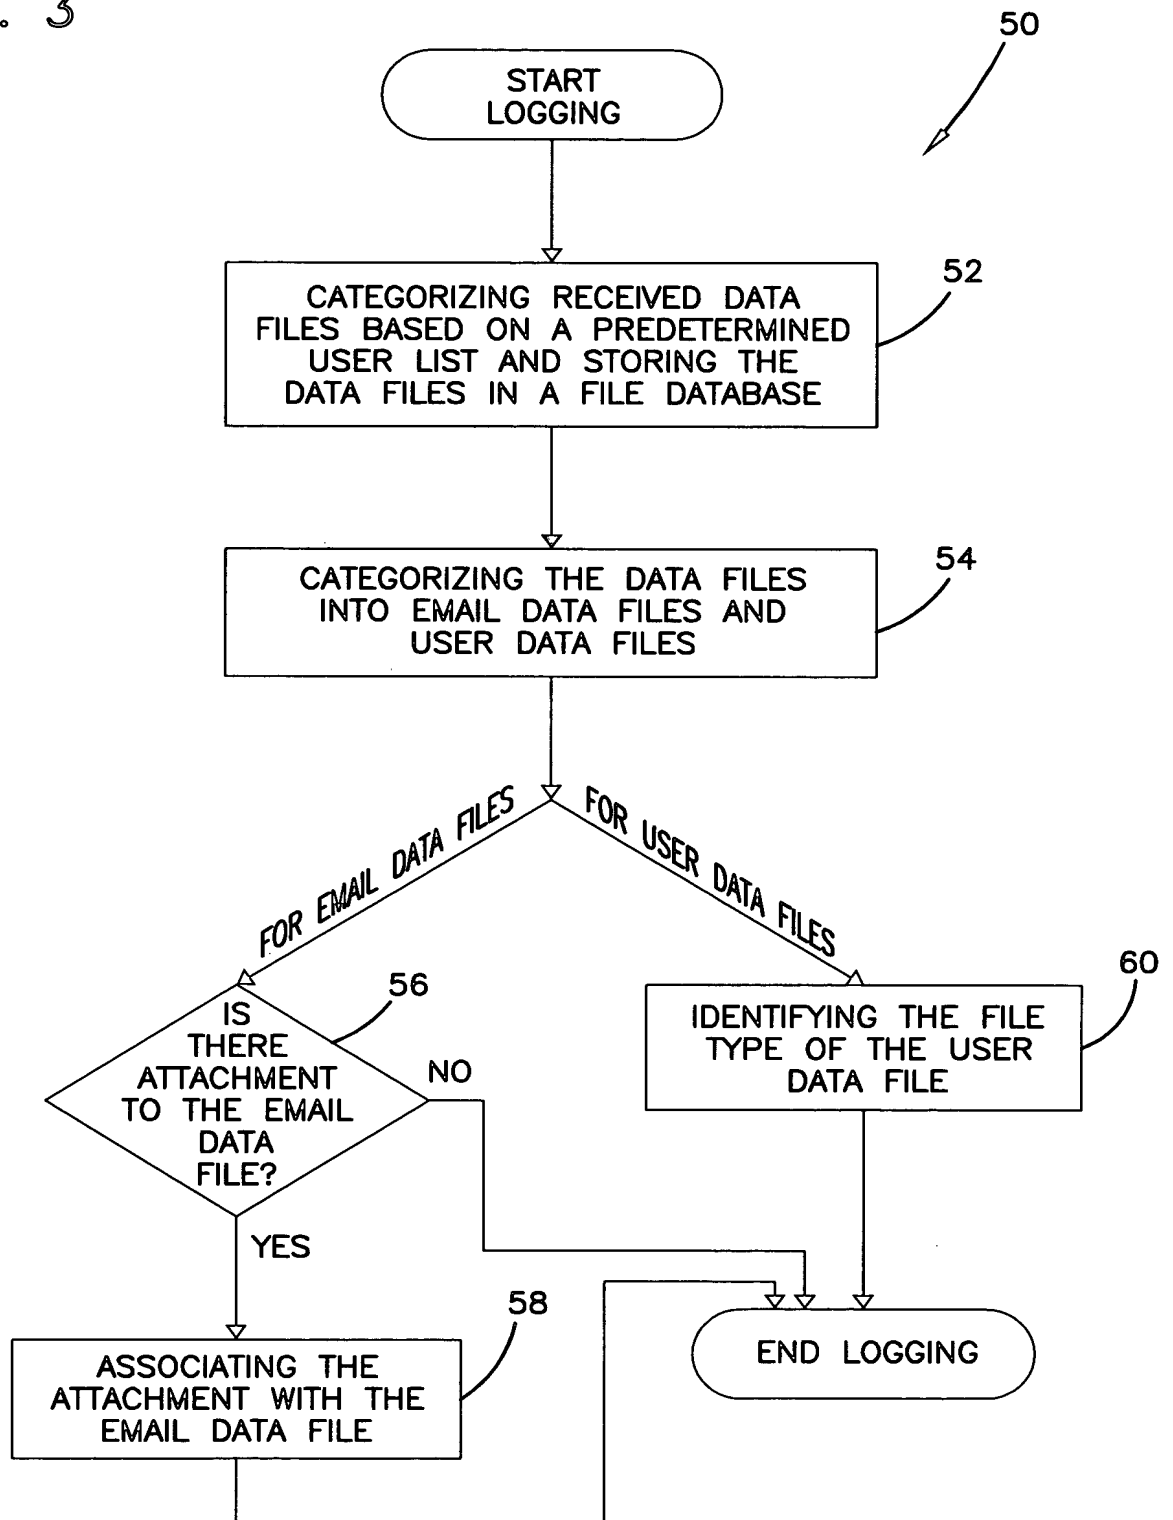 . 3
50
START
LOGGING
52
CATEGORIZING RECEIVED DATA
FILES BASED ON A PREDETERMINED
USER LIST AND STORING THE
DATA FILES IN A FILE DATABASE
54
CATEGORIZING THE DATA FILES
INTO EMAIL DATA FILES AND
USER DATA FILES
FOR EMAIL DATA FILES
FOR USER DATA FILES
56
IS
THERE
ATTACHMENT
TO THE EMAIL
DATA
FILE?
NO
60
IDENTIFYING THE FILE
TYPE OF THE USER
DATA FILE
YES
58
ASSOCIATING THE
ATTACHMENT WITH THE
EMAIL DATA FILE
END LOGGING